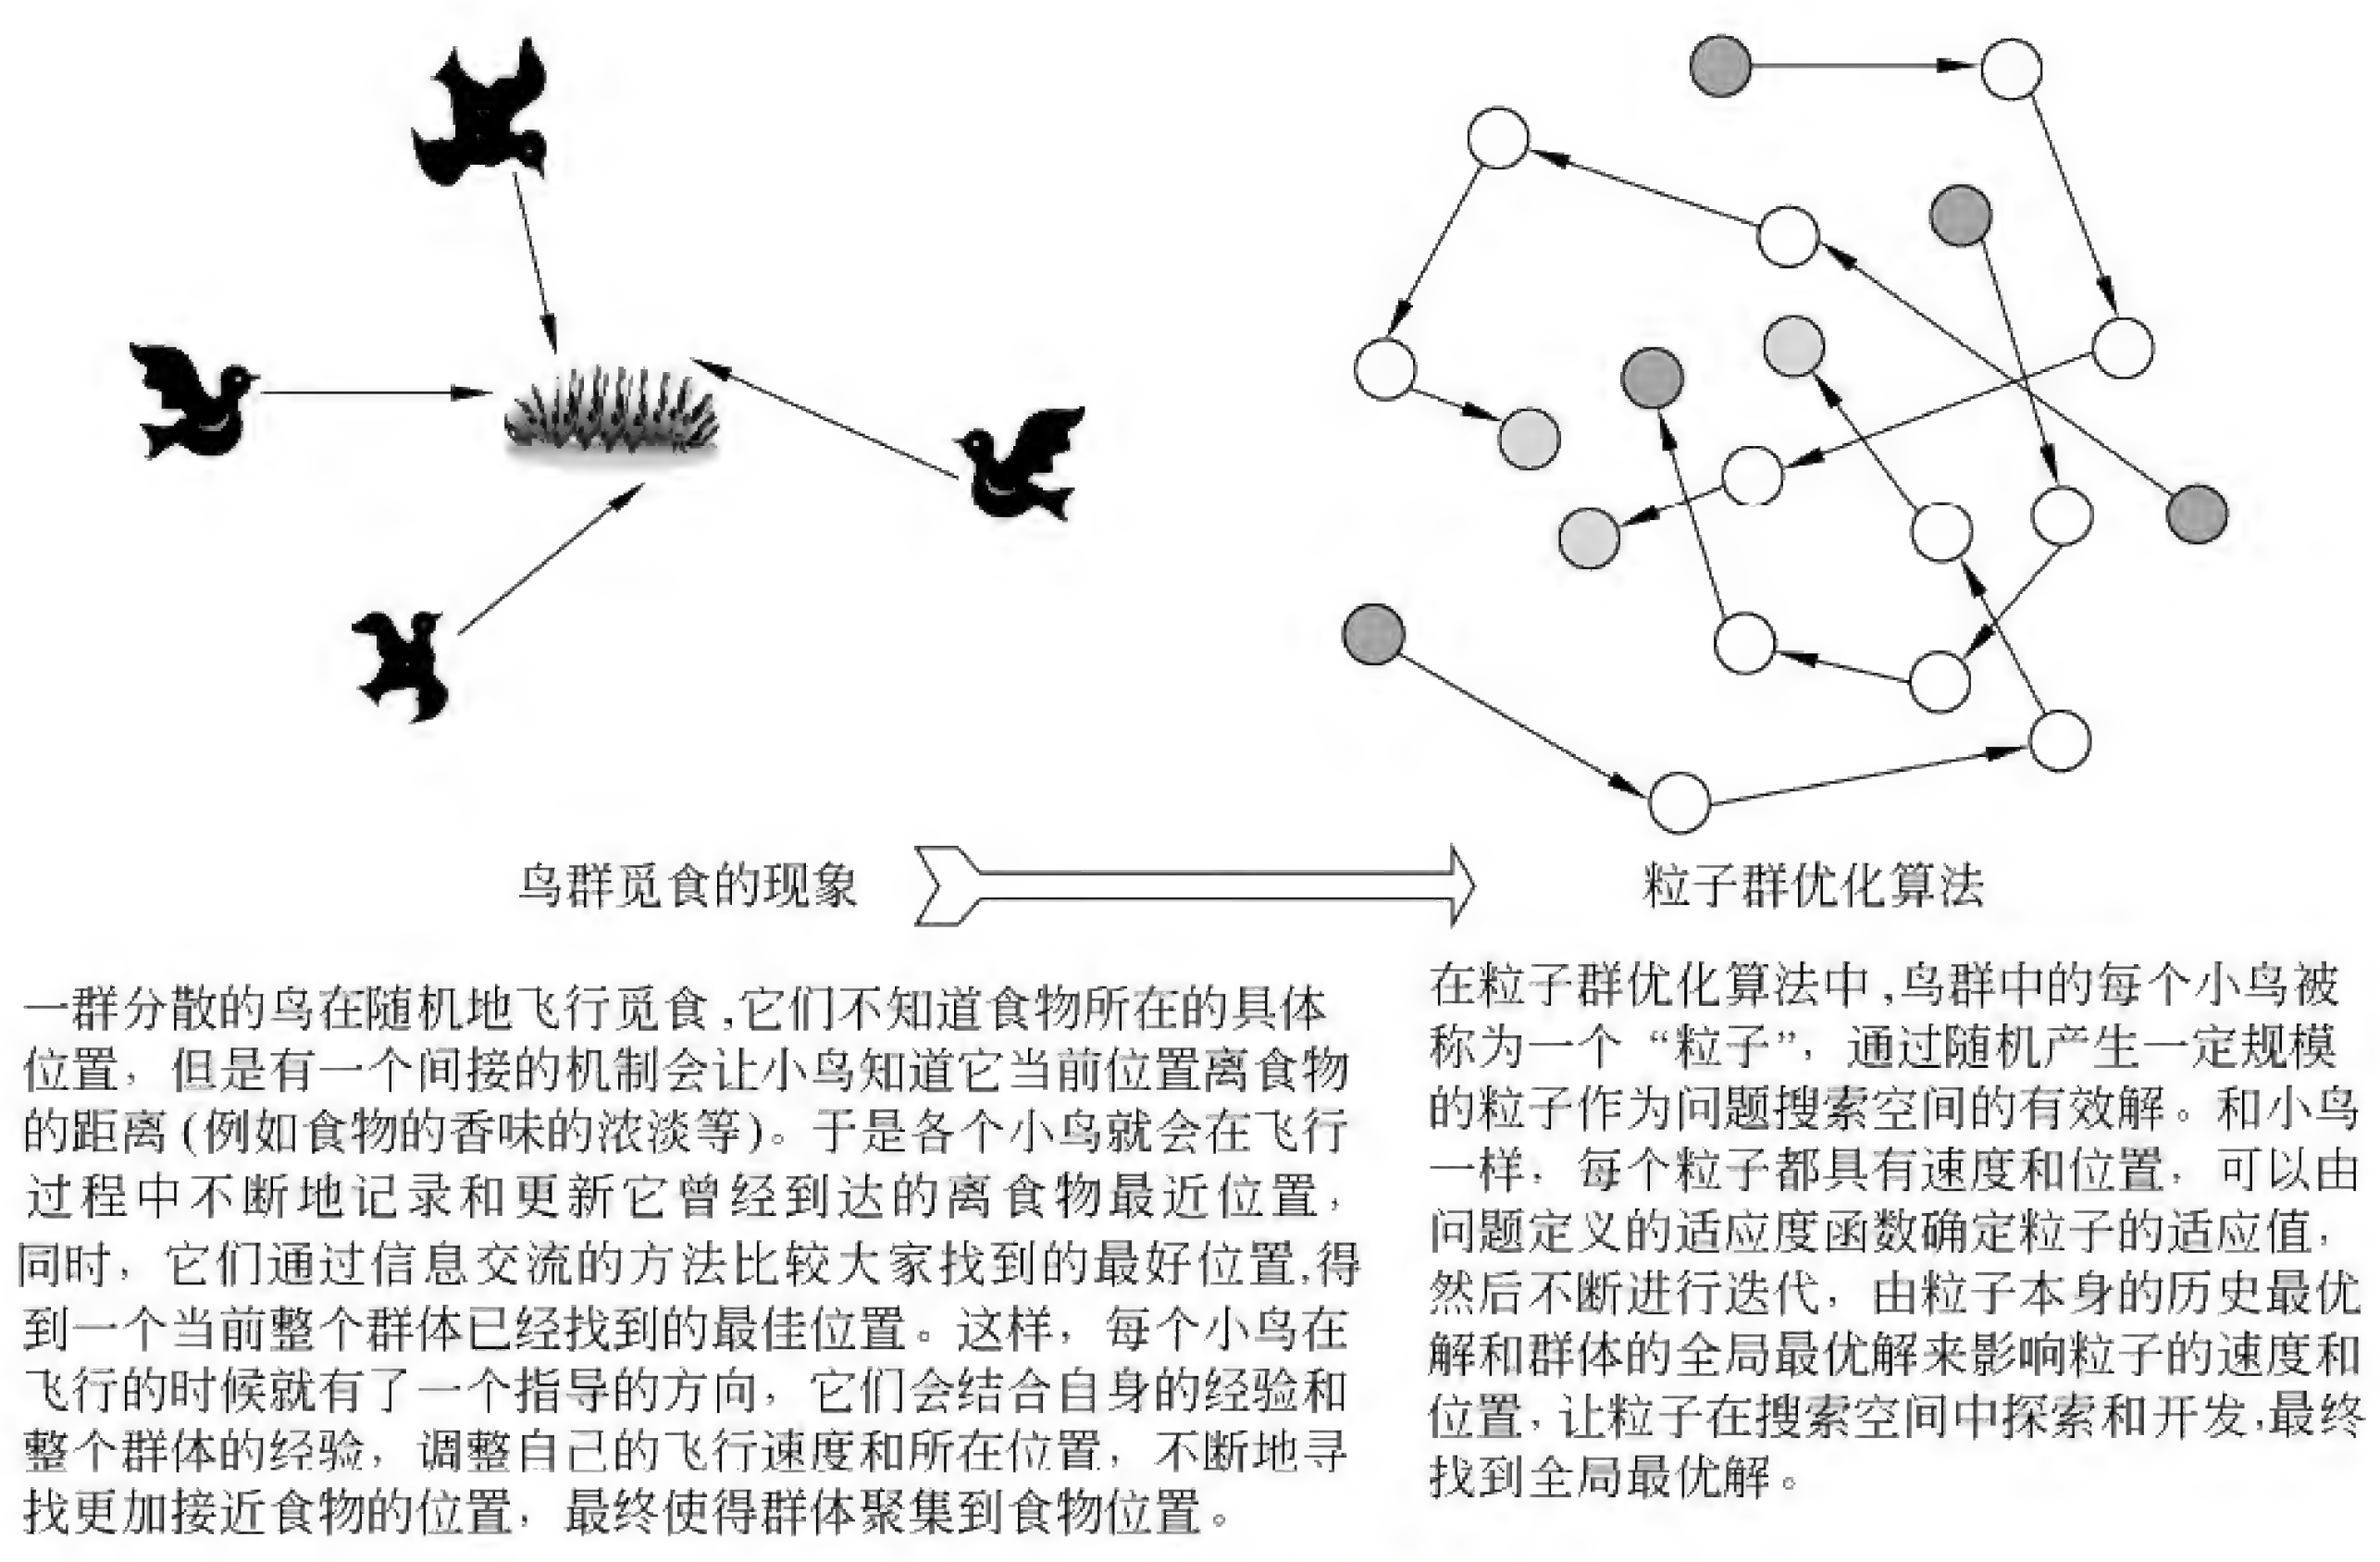 鸟群觅食的现象
粒子群优化算法
一群分散的鸟在随机地飞行觅食,它们不知道食物所在的具体
位置，但是有一个间接的机制会让小鸟知道它当前位置离食物
的距离(例如食物的香味的浓淡等)。于是各个小鸟就会在飞行
过程中不断地记录和更新它曾经到达的离食物最近位置，
同时，它们通过信息交流的方法比较大家找到的最好位置,得
到一个当前整个群体已经找到的最佳位置。这样，每个小鸟在
飞行的时候就有了一个指导的方向，它们会结合自身的经验和
整个群体的经验，调整自己的飞行速度和所在位置，不断地寻
找更加接近食物的位置，最终使得群体聚集到食物位置。
在粒子群优化算法中,鸟群中的每个小鸟被
称为一个“粒子”，通过随机产生一定规模
的粒子作为问题搜索空间的有效解。和小鸟
一样，每个粒子都具有速度和位置，可以由
问题定义的适应度函数确定粒子的适应值，
然后不断进行迭代，由粒子本身的历史最优
解和群体的全局最优解来影响粒子的速度和
位置,让粒子在搜索空间中探索和开发,最终
找到全局最优解。